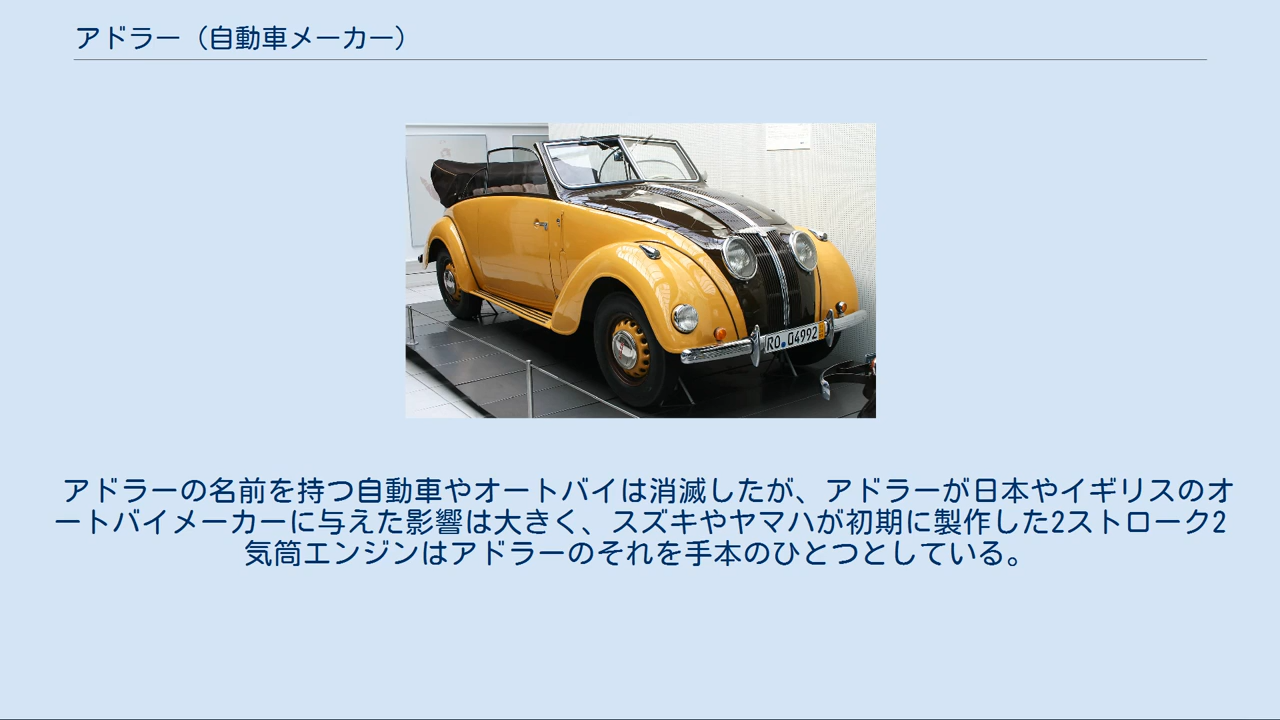 アドラー（自動車メーカー）
RO 04992
アドラーの名前を持つ自動車やオートバイは消滅したが、アドラーが日本やイギリスのオ
ートバイメーカーに与えた影響は大きく、スズキやヤマハが初期に製作した2ストローク2
気筒エンジンはアドラーのそれを手本のひとつとしている。